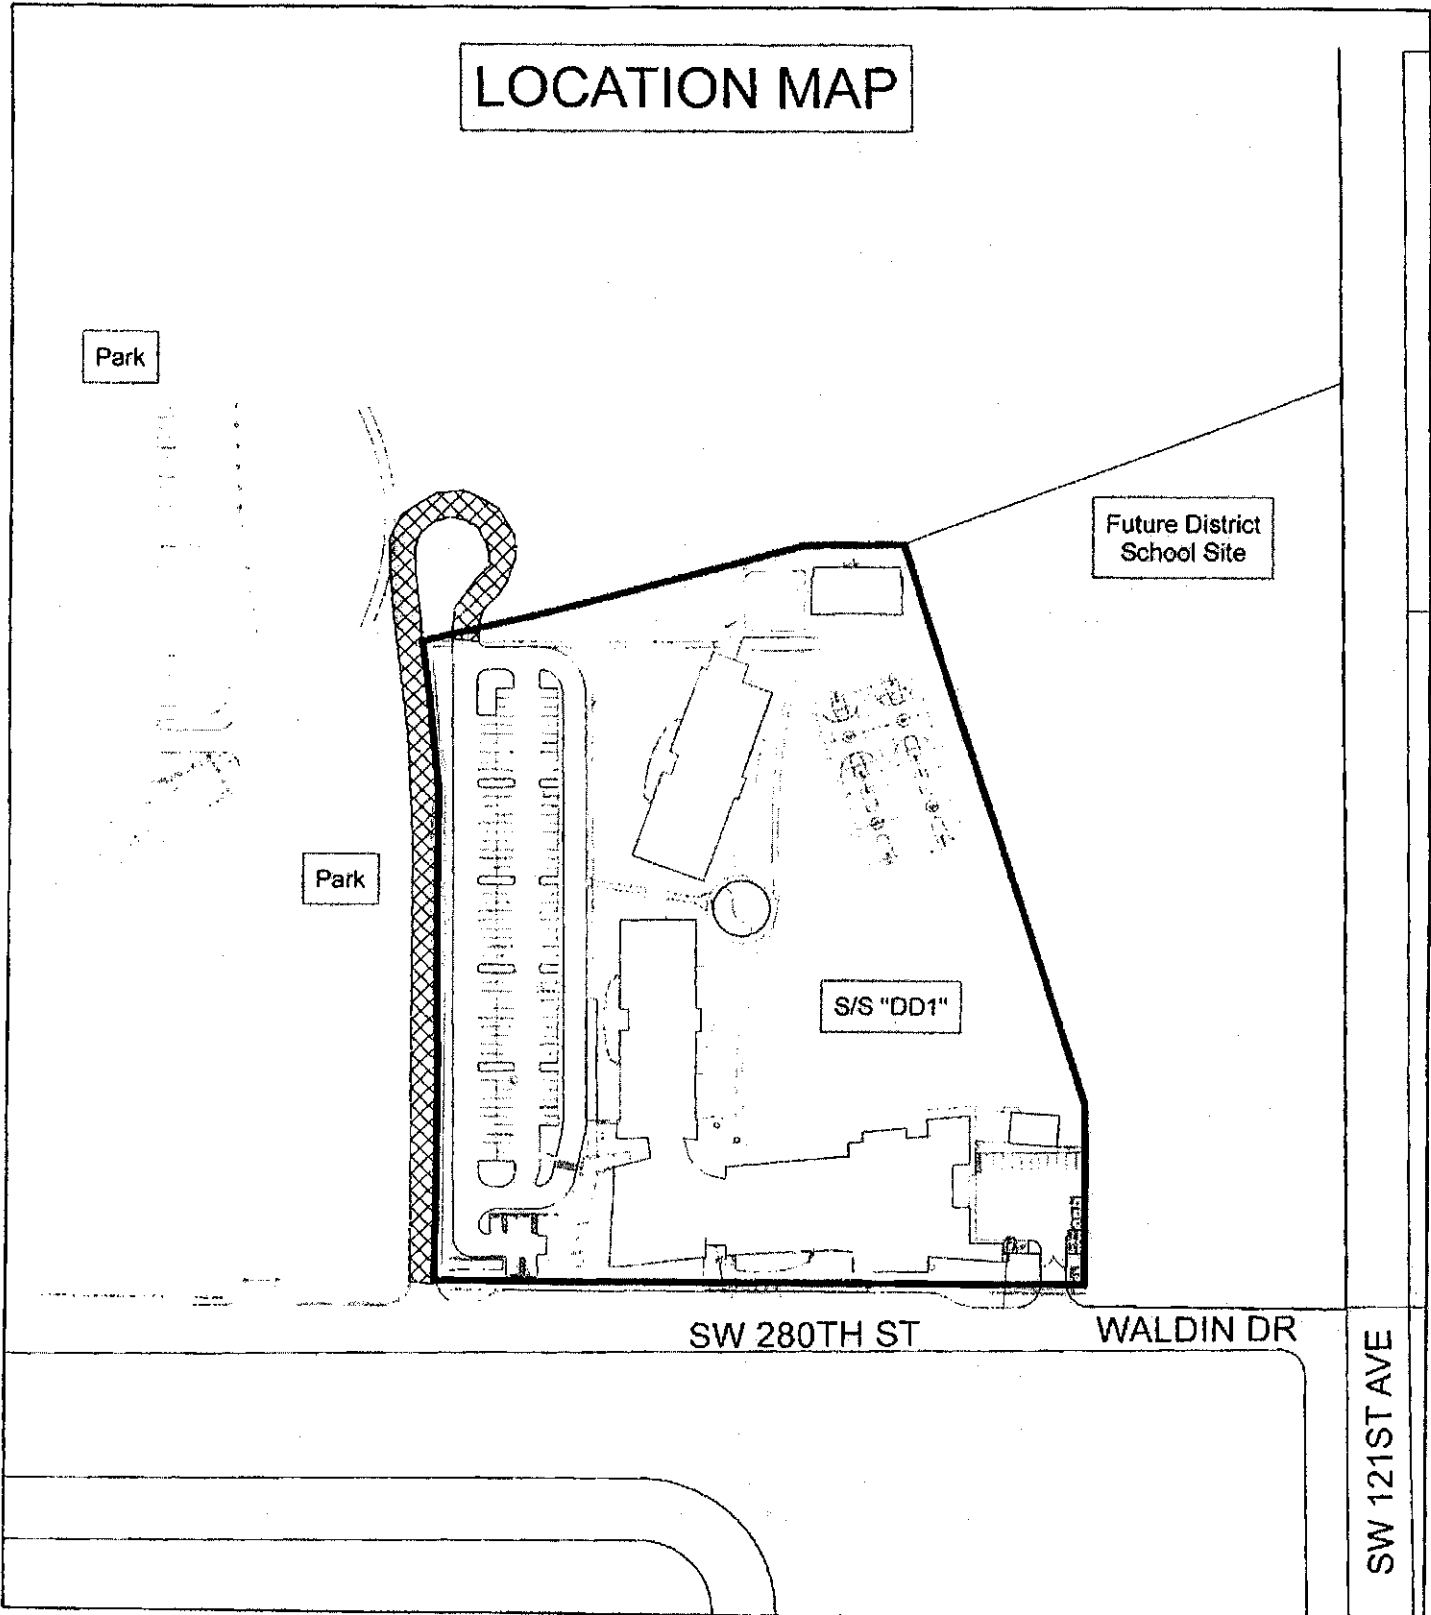 LOCATION MAP
Park
Future District
School Site
Park
S/S "DD1"
SW 280TH ST
WALDIN DR
SW 121ST AVE